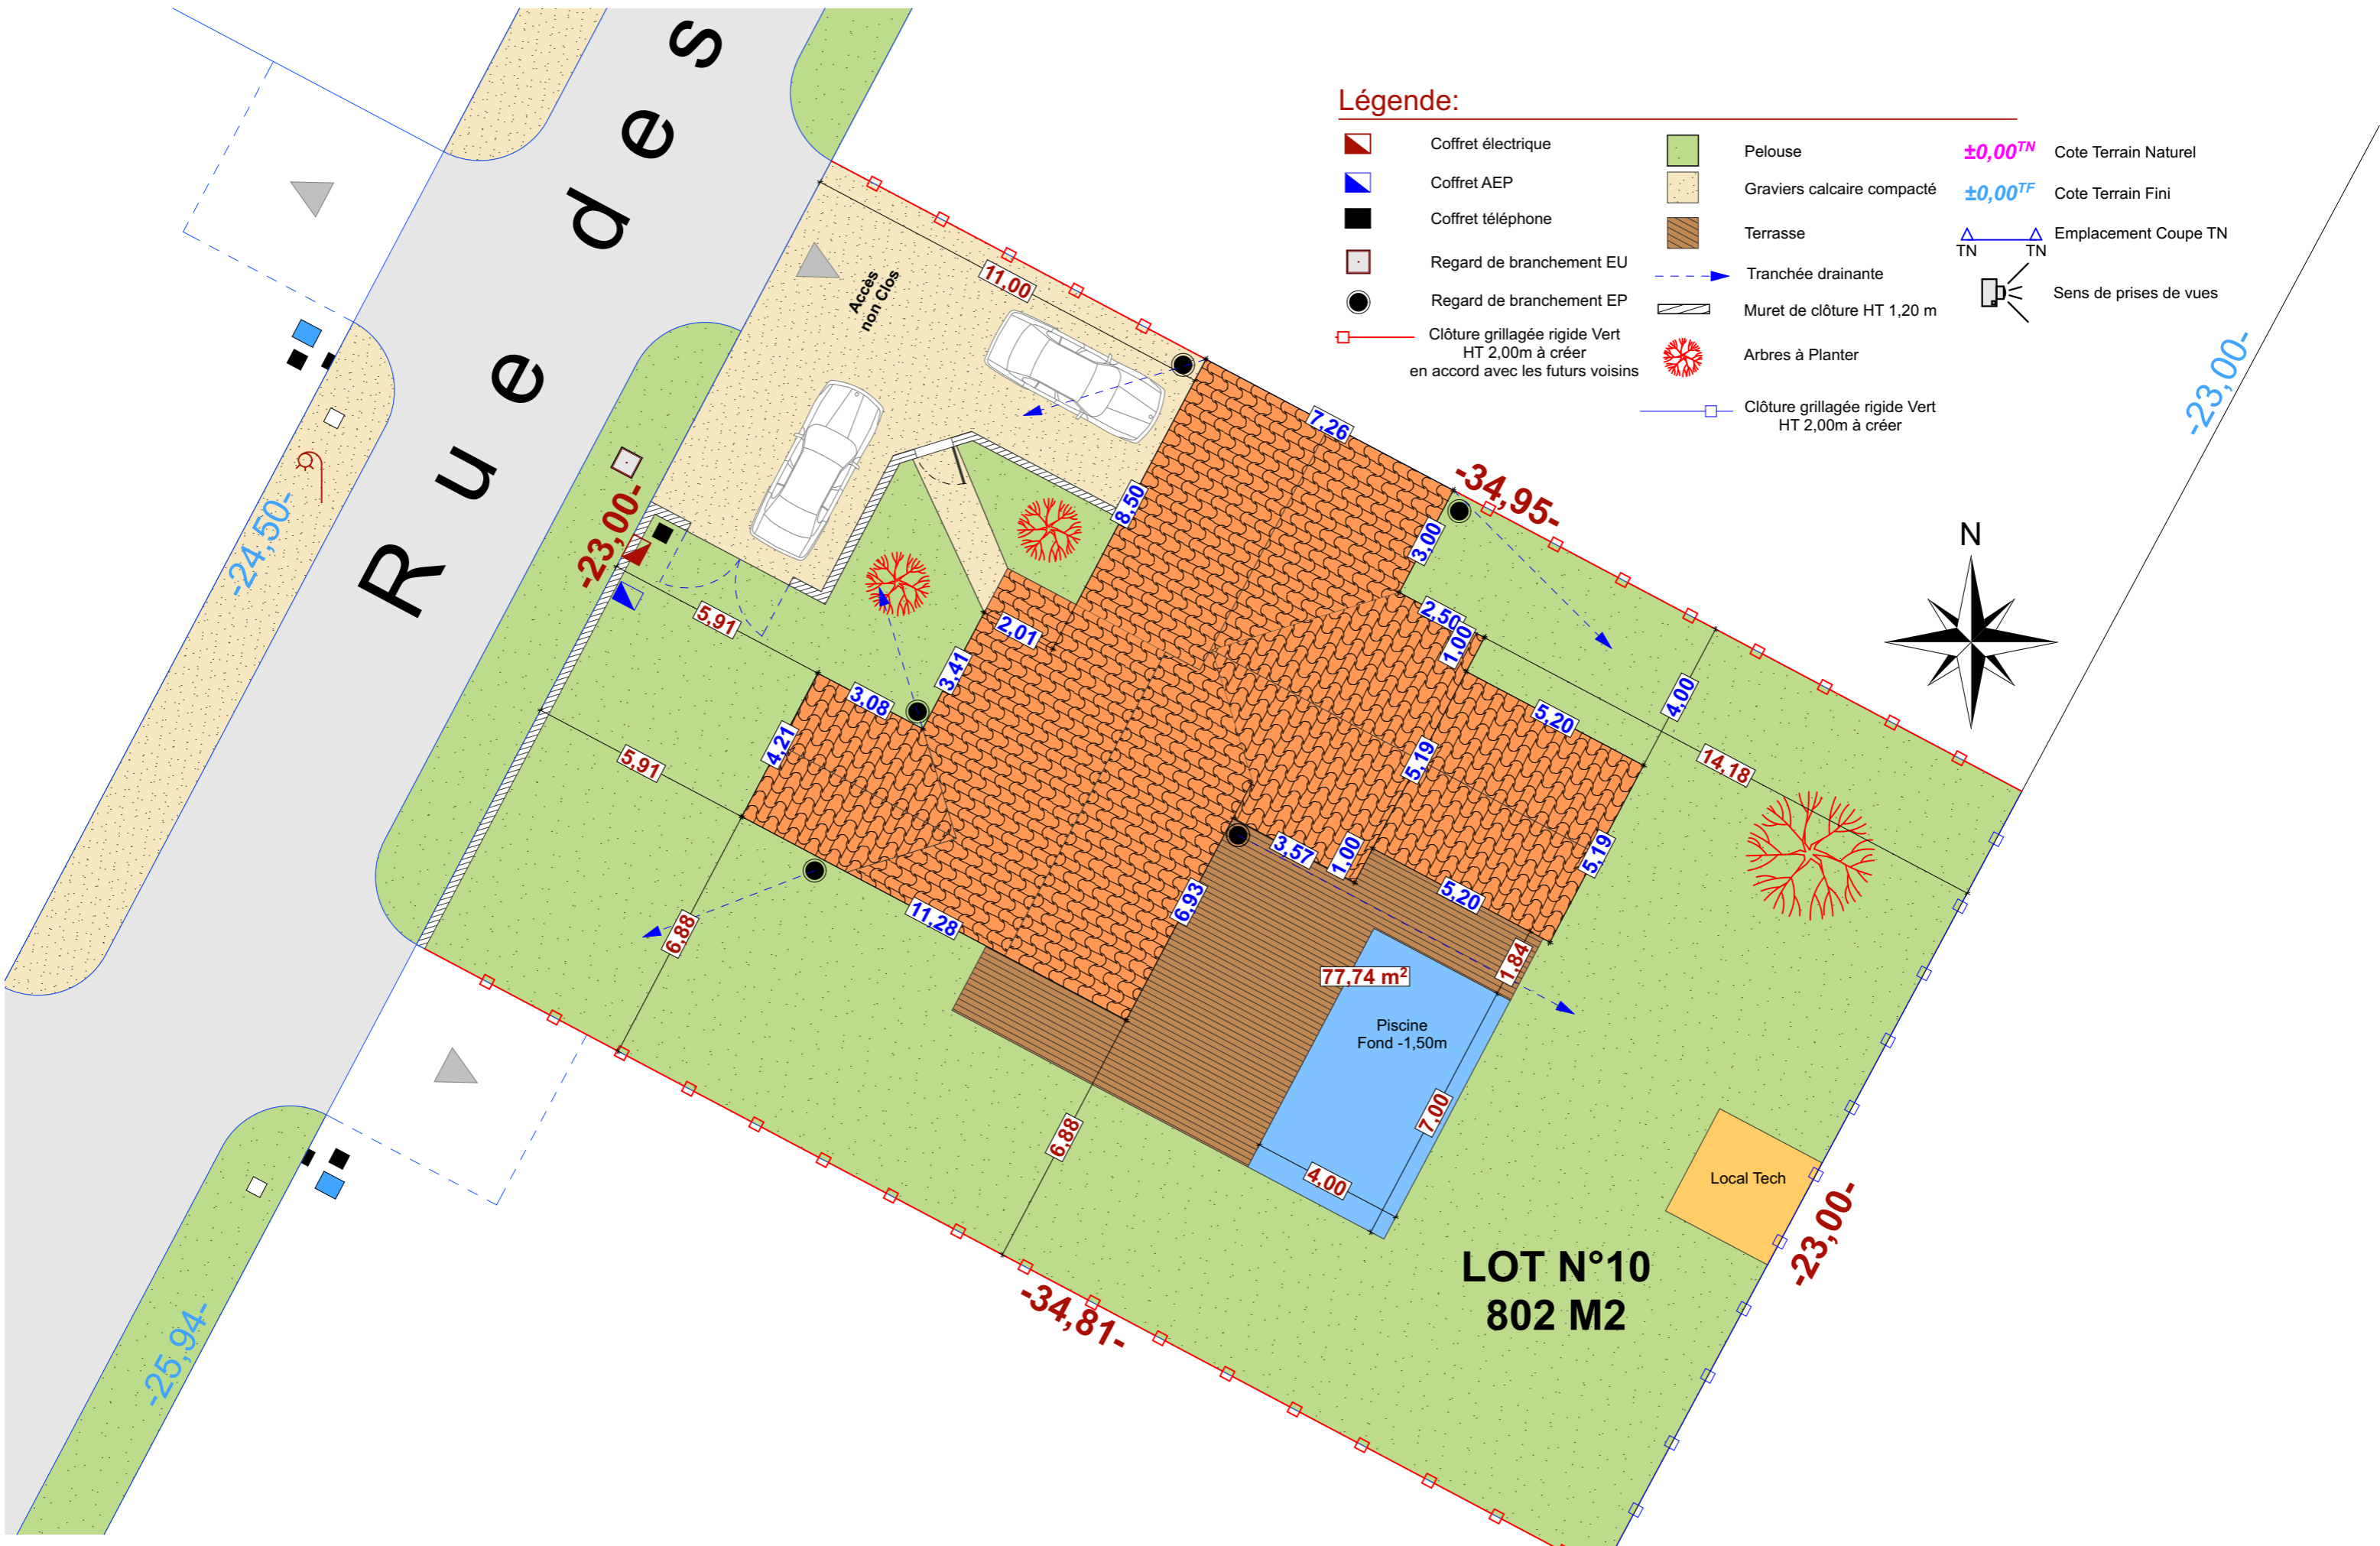 Légende:
Coffret électrique
Coffret AEP
Coffret téléphone
Regard de branchement EU
Regard de branchement EP
Clôture grillagée rigide Vert
HT 2,00m à créer
en accord avec les futurs voisins
Pelouse
Graviers calcaire compacté
Terrasse
Tranchée drainante
Muret de clôture HT 1,20 m
Arbres à Planter
Clôture grillagée rigide Vert
HT 2,00m à créer
±0,00TN
Cote Terrain Naturel
±0,00TF
Cote Terrain Fini
TN TN
Emplacement Coupe TN
Sens de prises de vues
N
Rue des
-24,50-
-25,94-
-23,00-
-23,00-
-34,95-
-23,00-
-34,81-
Accès
non Clos
11,00
7,26
8,50
3,00
2,50
1,00
5,20
4,00
14,18
5,91
2,01
3,41
3,08
4,21
5,91
5,19
5,19
3,57
1,00
5,20
6,93
11,28
6,88
1,84
77,74 m²
Piscine
Fond -1,50m
7,00
4,00
6,88
Local Tech
LOT N°10
802 M2